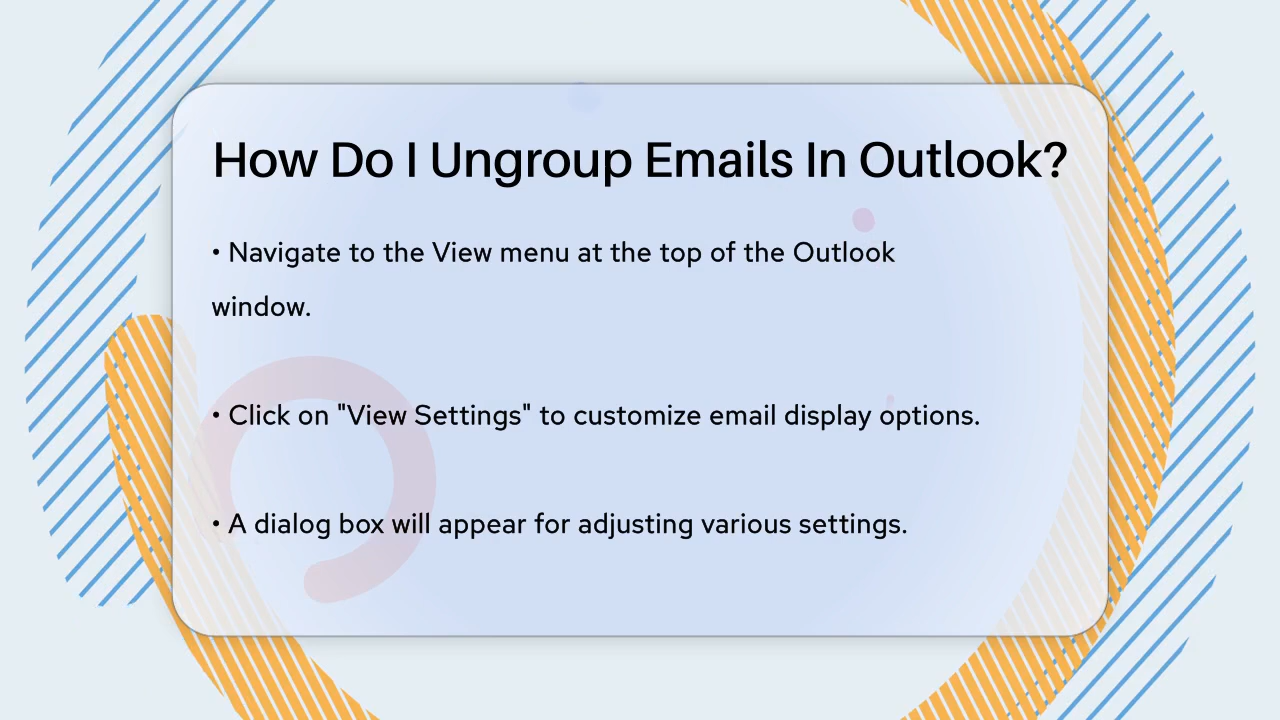 How Do I Ungroup Emails In Outlook?
• Navigate to the View menu at the top of the Outlook
window.
• Click on "View Settings" to customize email display options.
• A dialog box will appear for adjusting various settings.